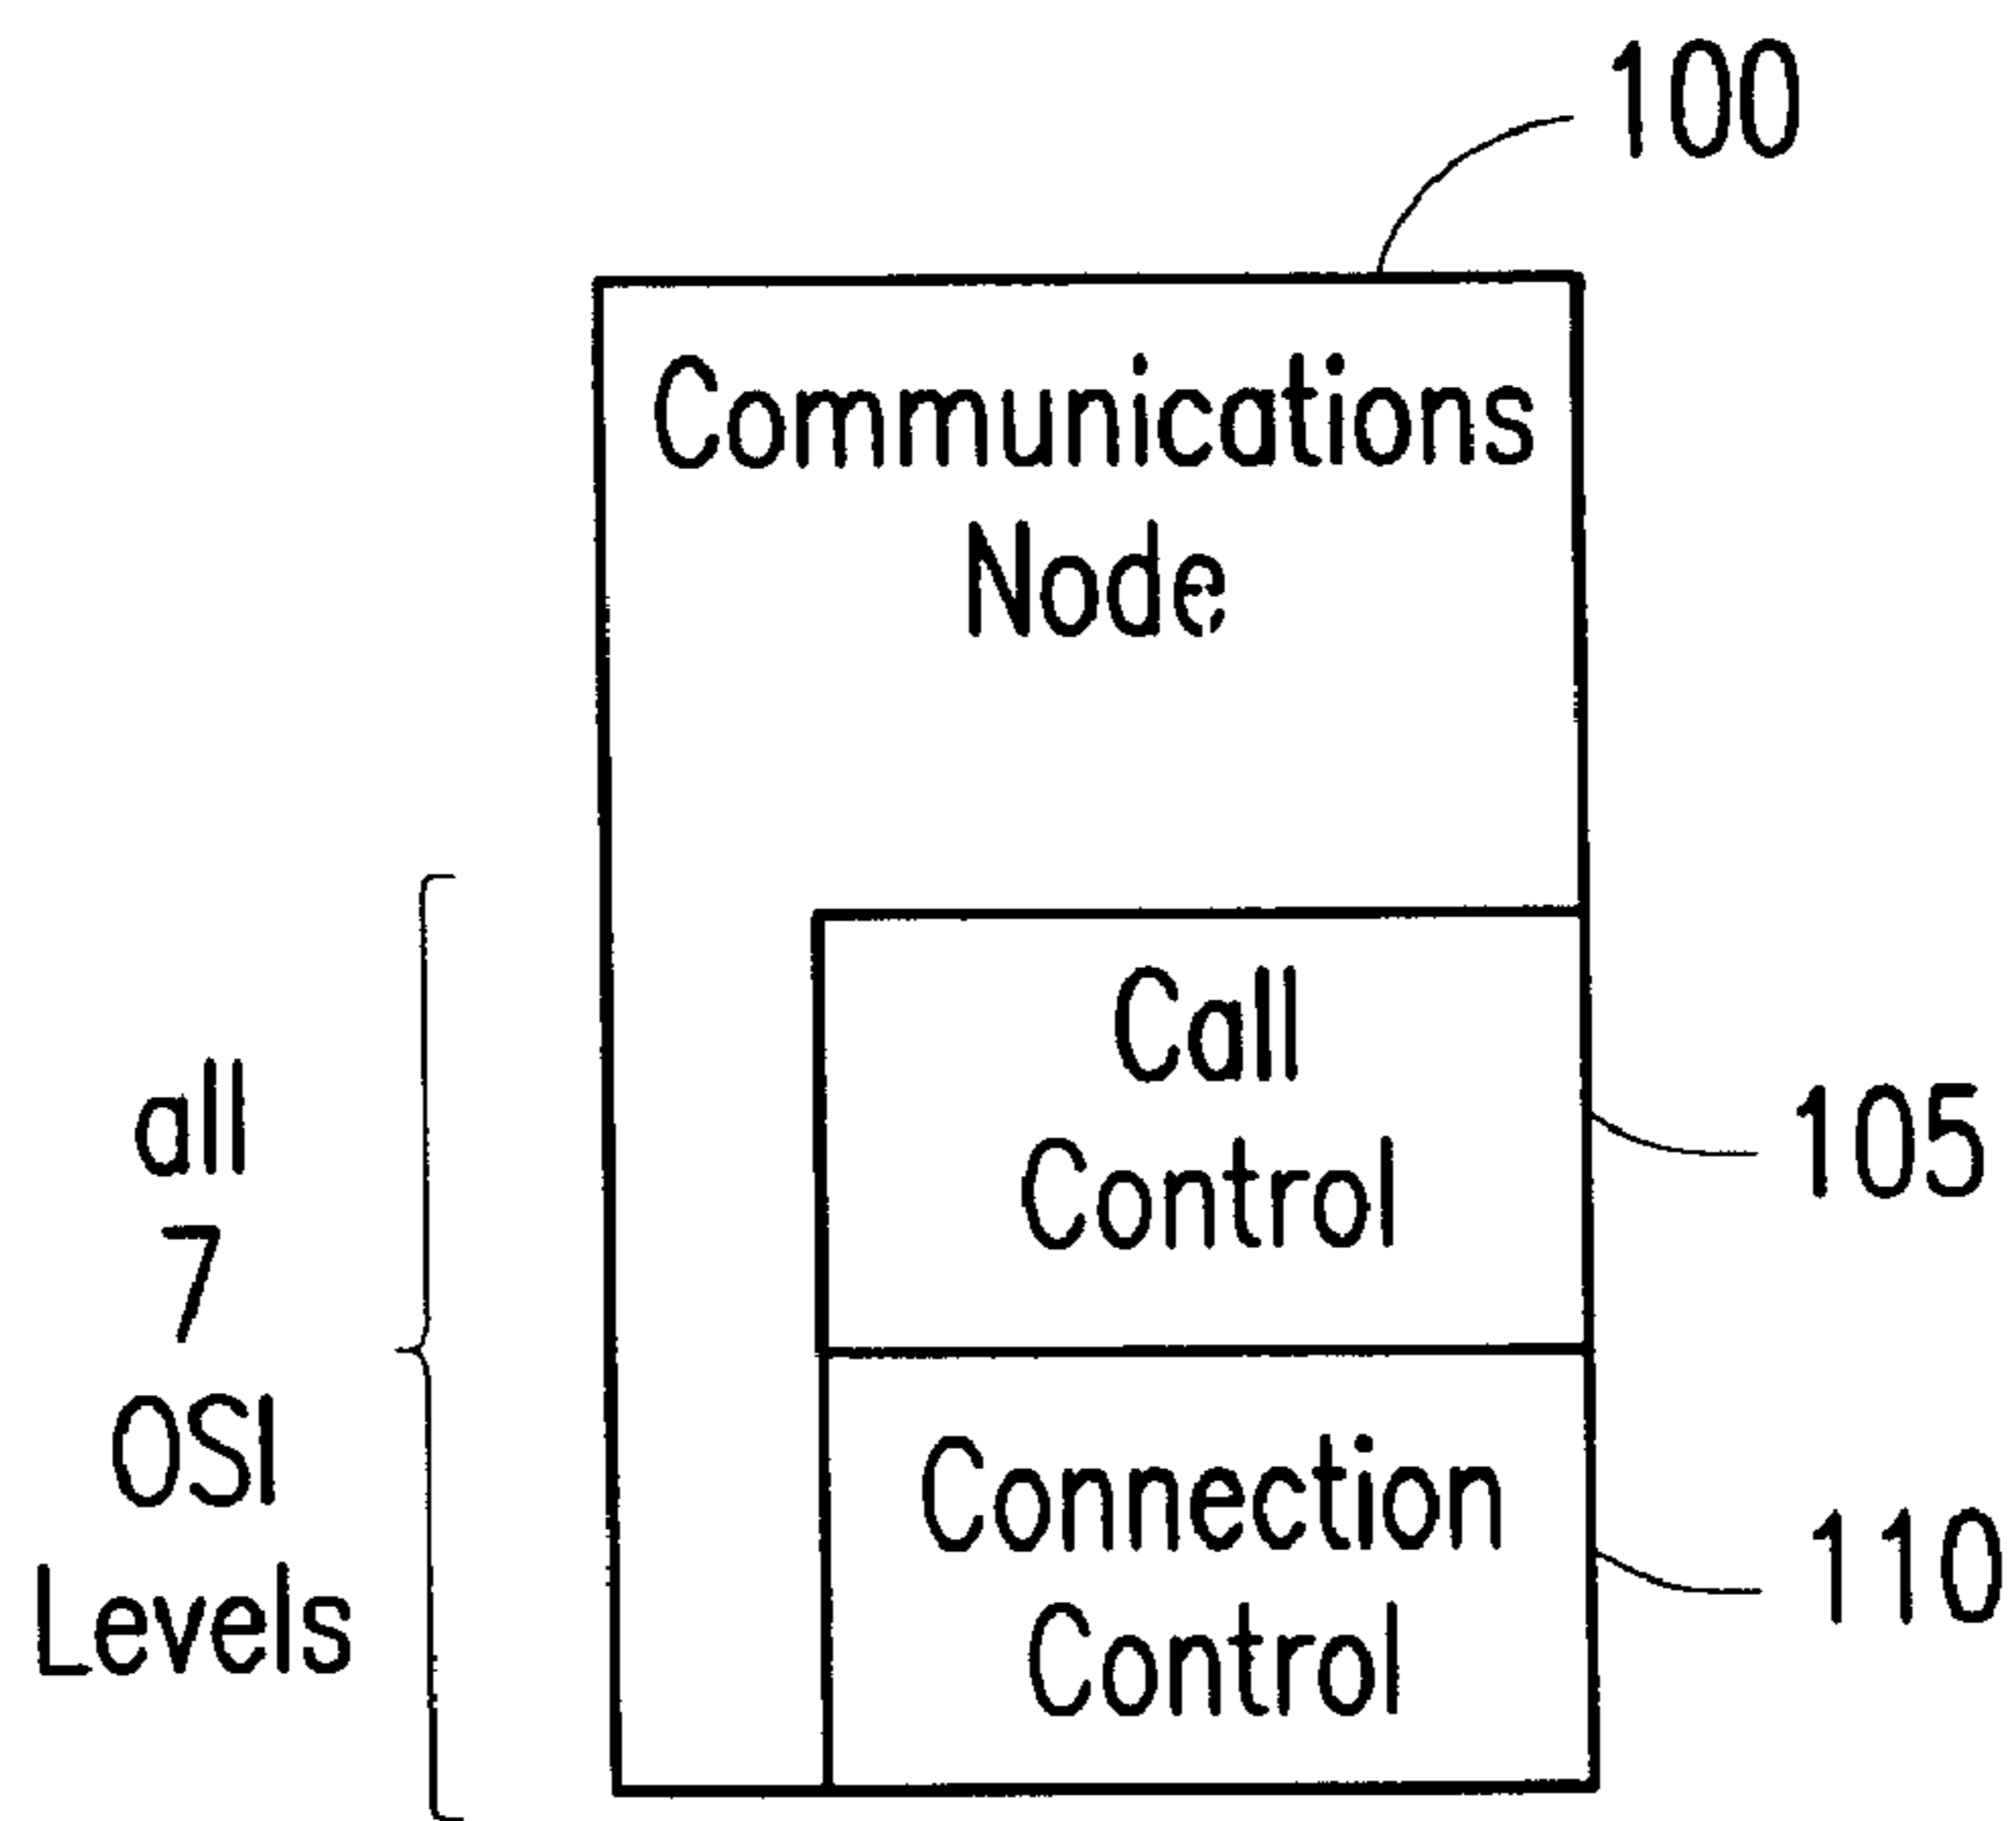 100
Communications
Node
Call
Control
105
all
7
OSI
Levels
Connection
Control
110